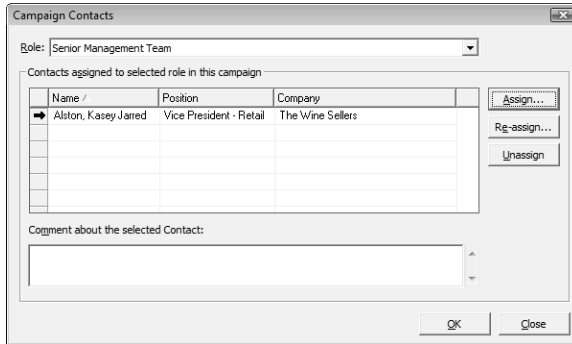 Campaign Contacts
Role: Senior Management Team
Contacts assigned to selected role in this campaign
Name Position Company
Alston, Kasey Jarred Vice President - Retail The Wine Sellers
Assign...
Re-assign...
Unassign
Comment about the selected Contact:
OK Close